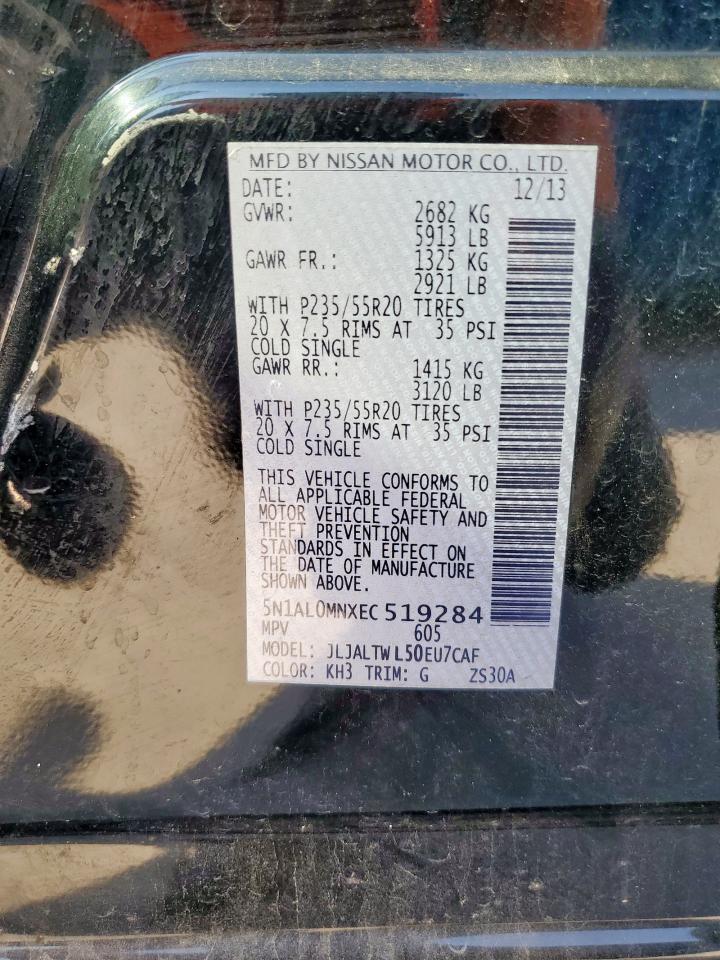 MFD BY NISSAN MOTOR CO., LTD.
DATE: 12/13
GVWR: 2682 KG
5913 LB
GAWR FR.: 1325 KG
2921 LB
WITH P235/55R20 TIRES
20 X 7.5 RIMS AT 35 PSI
COLD SINGLE
GAWR RR.: 1415 KG
3120 LB
WITH P235/55R20 TIRES
20 X 7.5 RIMS AT 35 PSI
COLD SINGLE
THIS VEHICLE CONFORMS TO
ALL APPLICABLE FEDERAL
MOTOR VEHICLE SAFETY AND
THEFT PREVENTION
STANDARDS IN EFFECT ON
THE DATE OF MANUFACTURE
SHOWN ABOVE.
5N1AL0MNXEC519284
MPV 605
MODEL: JLJALTWL50EU7CAF
COLOR: KH3 TRIM: G ZS30A